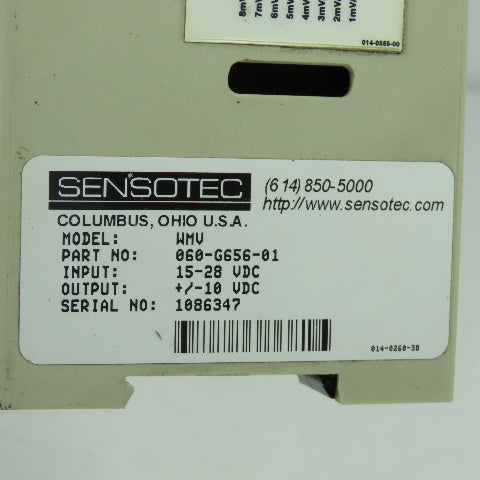 8mV/
7mV/
6mV/
5mV/
4mV/
3mV/
2mV/
1mV/
014-0555-00
SENSOTEC
(614)850-5000
http://www.sensotec.com
COLUMBUS, OHIO U.S.A.
MODEL: WMV
PART NO: 060-G656-01
INPUT: 15-28 VDC
OUTPUT: +/-10 VDC
SERIAL NO: 1086347
014-0260-38